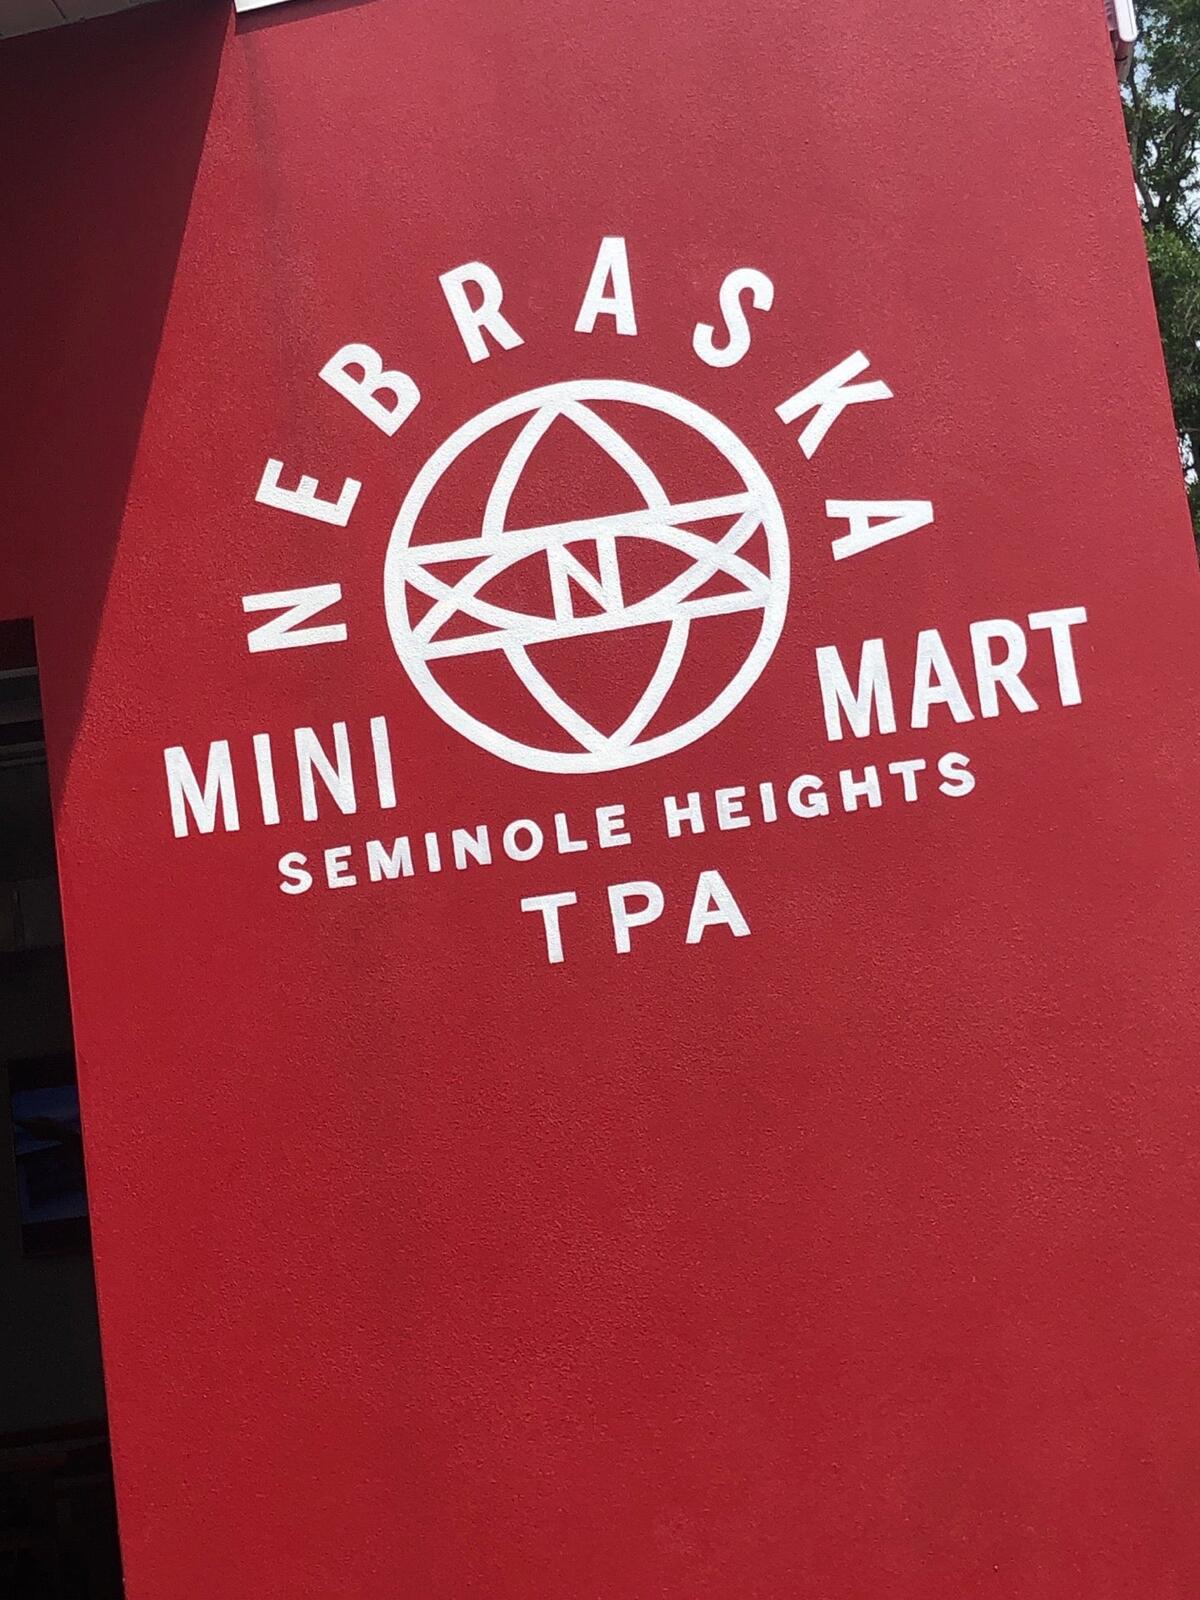 NEBRASKA
N
MINI MART
SEMINOLE HEIGHTS
TPA